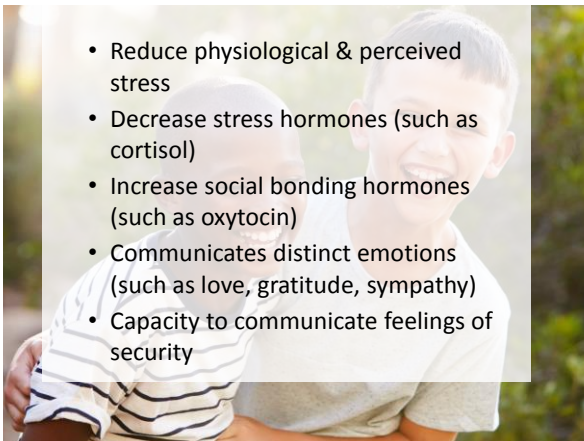 • Reduce physiological & perceived
stress
• Decrease stress hormones (such as
cortisol)
• Increase social bonding hormones
(such as oxytocin)
• Communicates distinct emotions
(such as love, gratitude, sympathy)
• Capacity to communicate feelings of
security